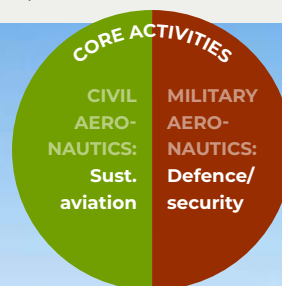 CORE ACTIVITIES
CIVIL
AERO-
NAUTICS:
Sust.
aviation
MILITARY
AERO-
NAUTICS:
Defence/
security